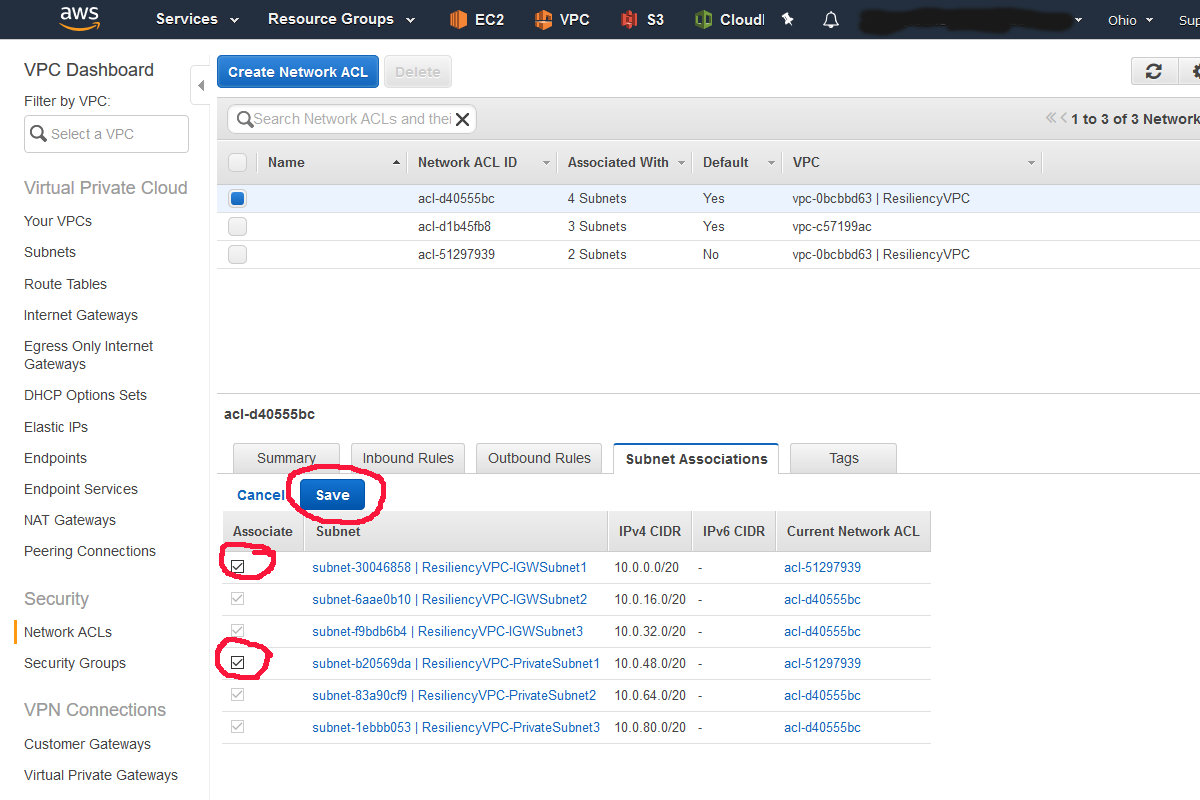 aws Services Resource Groups EC2 VPC S3 Cloudl Ohio Sup
VPC Dashboard
Filter by VPC:
Select a VPC
Virtual Private Cloud
Your VPCs
Subnets
Route Tables
Internet Gateways
Egress Only Internet
Gateways
DHCP Options Sets
Elastic IPs
Endpoints
Endpoint Services
NAT Gateways
Peering Connections
Security
Network ACLs
Security Groups
VPN Connections
Customer Gateways
Virtual Private Gateways
Create Network ACL Delete
Search Network ACLs and thei 1 to 3 of 3 Network
Name Network ACL ID Associated With Default VPC
acl-d40555bc 4 Subnets Yes vpc-0bcbbd63 | ResiliencyVPC
acl-d1b45fb8 3 Subnets Yes vpc-c57199ac
acl-51297939 2 Subnets No vpc-0bcbbd63 | ResiliencyVPC
acl-d40555bc
Summary Inbound Rules Outbound Rules Subnet Associations Tags
Cancel Save
Associate Subnet IPv4 CIDR IPv6 CIDR Current Network ACL
subnet-30046858 | ResiliencyVPC-IGWSubnet1 10.0.0.0/20 - acl-51297939
subnet-6aae0b10 | ResiliencyVPC-IGWSubnet2 10.0.16.0/20 - acl-d40555bc
subnet-f9bdb6b4 | ResiliencyVPC-IGWSubnet3 10.0.32.0/20 - acl-d40555bc
subnet-b20569da | ResiliencyVPC-PrivateSubnet1 10.0.48.0/20 - acl-51297939
subnet-83a90cf9 | ResiliencyVPC-PrivateSubnet2 10.0.64.0/20 - acl-d40555bc
subnet-1ebbb053 | ResiliencyVPC-PrivateSubnet3 10.0.80.0/20 - acl-d40555bc